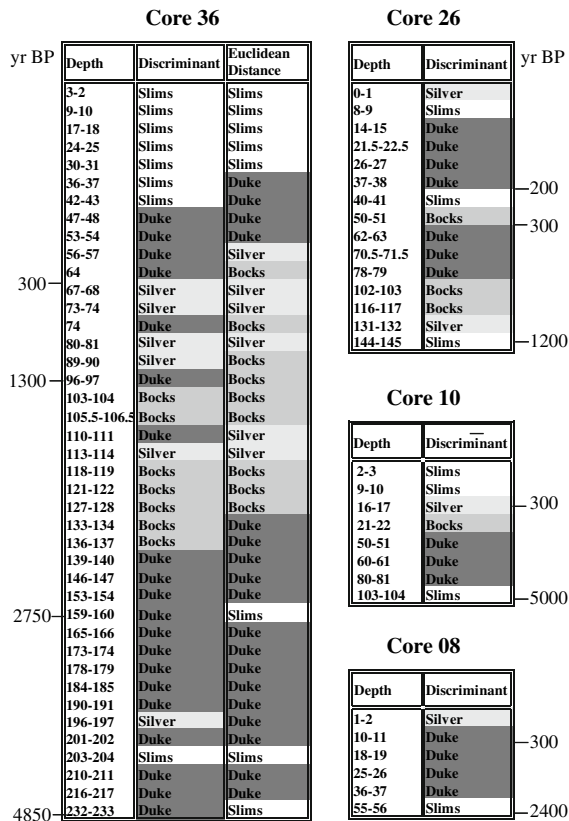 Core 36
yr BP
Depth Discriminant Euclidean Distance
3-2 Slims Slims
9-10 Slims Slims
17-18 Slims Slims
24-25 Slims Slims
30-31 Slims Slims
36-37 Slims Duke
42-43 Slims Duke
47-48 Duke Duke
53-54 Duke Duke
56-57 Duke Silver
64 Duke Bocks
300
67-68 Silver Silver
73-74 Silver Silver
74 Duke Bocks
80-81 Silver Silver
89-90 Silver Bocks
1300 96-97 Duke Bocks
103-104 Bocks Bocks
105.5-106.5 Bocks Bocks
110-111 Duke Silver
113-114 Silver Silver
118-119 Bocks Bocks
121-122 Bocks Bocks
127-128 Bocks Bocks
133-134 Bocks Duke
136-137 Bocks Duke
139-140 Duke Duke
146-147 Duke Duke
153-154 Duke Duke
2750 159-160 Duke Slims
165-166 Duke Duke
173-174 Duke Duke
178-179 Duke Duke
184-185 Duke Duke
190-191 Duke Duke
196-197 Silver Duke
201-202 Duke Duke
203-204 Slims Slims
210-211 Duke Duke
216-217 Duke Duke
4850 232-233 Duke Slims
Core 26
yr BP
Depth Discriminant
0-1 Silver
8-9 Slims
14-15 Duke
21.5-22.5 Duke
26-27 Duke
37-38 Duke
200
40-41 Slims
50-51 Bocks
300
62-63 Duke
70.5-71.5 Duke
78-79 Duke
102-103 Bocks
116-117 Bocks
131-132 Silver
144-145 Slims 1200
Core 10
Depth Discriminant
2-3 Slims
9-10 Slims
16-17 Silver 300
21-22 Bocks
50-51 Duke
60-61 Duke
80-81 Duke
103-104 Slims 5000
Core 08
Depth Discriminant
1-2 Silver
10-11 Duke
300
18-19 Duke
25-26 Duke
36-37 Duke
55-56 Slims 2400